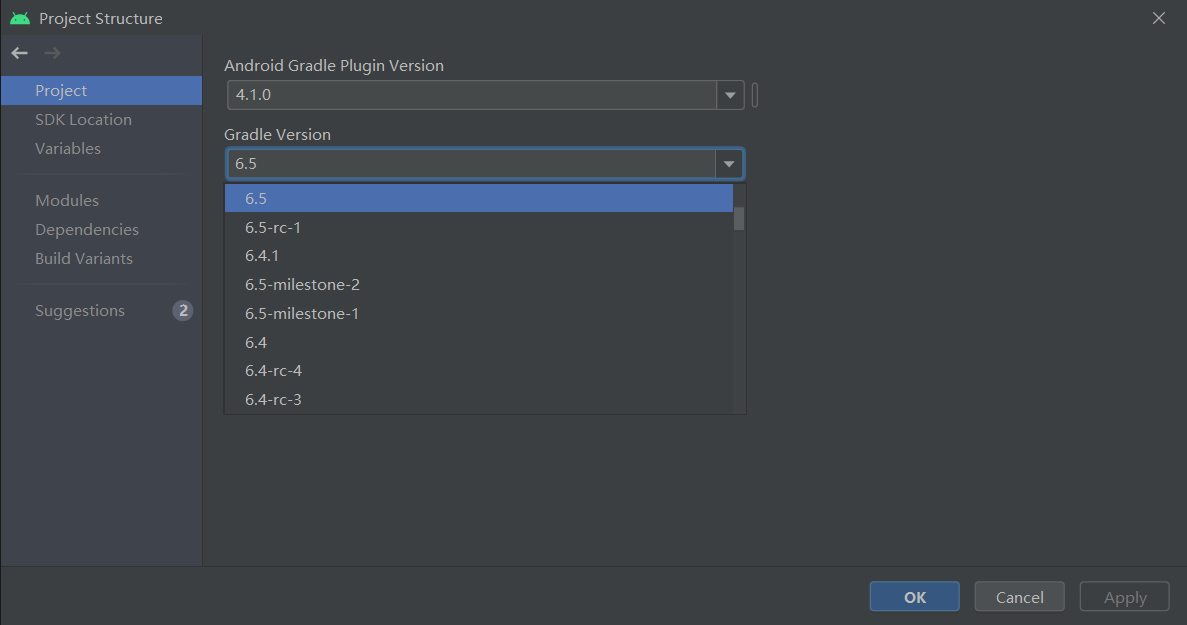 Project Structure
Project
SDK Location
Variables
Modules
Dependencies
Build Variants
Suggestions 2
Android Gradle Plugin Version
4.1.0
Gradle Version
6.5
6.5
6.5-rc-1
6.4.1
6.5-milestone-2
6.5-milestone-1
6.4
6.4-rc-4
6.4-rc-3
OK Cancel Apply